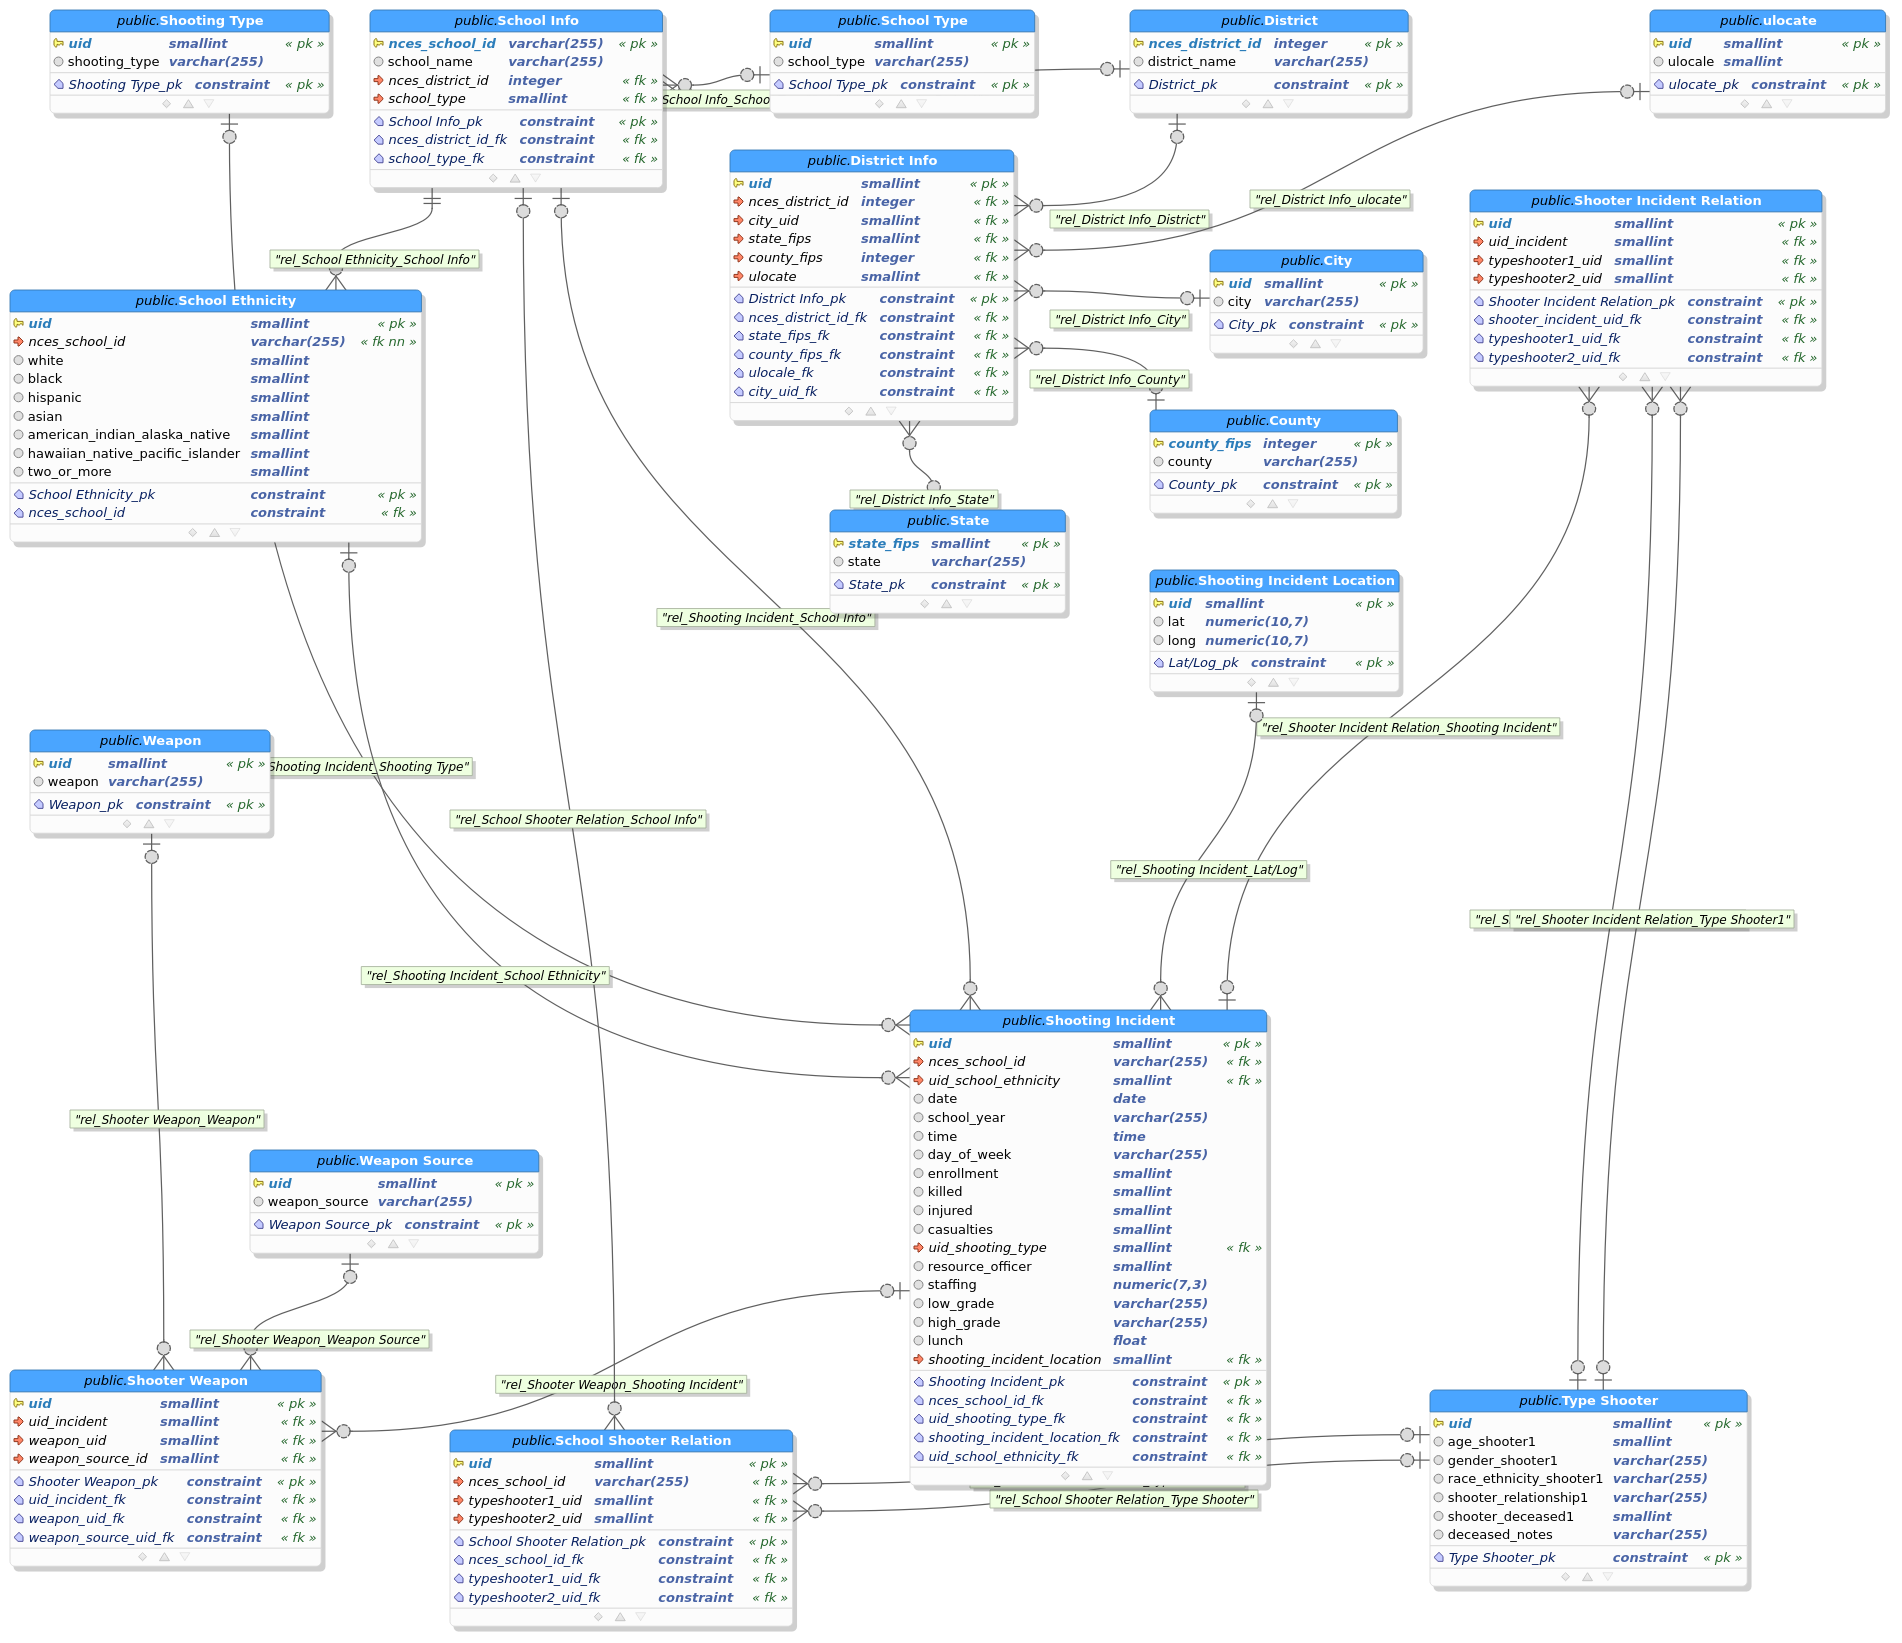 public.Shooting Type
uid smallint « pk »
shooting_type varchar(255)
Shooting Type_pk constraint « pk »
public.School Info
nces_school_id varchar(255) « pk »
school_name varchar(255)
nces_district_id integer « fk »
school_type smallint « fk »
School Info_pk constraint « pk »
nces_district_id_fk constraint « fk »
school_type_fk constraint « fk »
School Info_Schoo
public.School Type
uid smallint « pk »
school_type varchar(255)
School Type_pk constraint « pk »
public.District
nces_district_id integer « pk »
district_name varchar(255)
District_pk constraint « pk »
public.ulocate
uid smallint « pk »
ulocale smallint
ulocate_pk constraint « pk »
public.District Info
uid smallint « pk »
nces_district_id integer « fk »
city_uid smallint « fk »
state_fips smallint « fk »
county_fips integer « fk »
ulocate smallint « fk »
District Info_pk constraint « pk »
nces_district_id_fk constraint « fk »
state_fips_fk constraint « fk »
county_fips_fk constraint « fk »
ulocale_fk constraint « fk »
city_uid_fk constraint « fk »
"rel_District Info_District"
"rel_District Info_ulocate"
public.Shooter Incident Relation
uid smallint « pk »
uid_incident smallint « fk »
typeshooter1_uid smallint « fk »
typeshooter2_uid smallint « fk »
Shooter Incident Relation_pk constraint « pk »
shooter_incident_uid_fk constraint « fk »
typeshooter1_uid_fk constraint « fk »
typeshooter2_uid_fk constraint « fk »
public.City
uid smallint « pk »
city varchar(255)
City_pk constraint « pk »
"rel_District Info_City"
"rel_District Info_County"
"rel_School Ethnicity_School Info"
public.School Ethnicity
uid smallint « pk »
nces_school_id varchar(255) « fk nn »
white smallint
black smallint
hispanic smallint
asian smallint
american_indian_alaska_native smallint
hawaiian_native_pacific_islander smallint
two_or_more smallint
School Ethnicity_pk constraint « pk »
nces_school_id constraint « fk »
public.County
county_fips integer « pk »
county varchar(255)
County_pk constraint « pk »
"rel_District Info_State"
public.State
state_fips smallint « pk »
state varchar(255)
State_pk constraint « pk »
"rel_Shooting Incident_School Info"
public.Shooting Incident Location
uid smallint « pk »
lat numeric(10,7)
long numeric(10,7)
Lat/Log_pk constraint « pk »
"rel_Shooter Incident Relation_Shooting Incident"
public.Weapon
uid smallint « pk »
weapon varchar(255)
Weapon_pk constraint « pk »
Shooting Incident_Shooting Type"
"rel_School Shooter Relation_School Info"
"rel_Shooting Incident_Lat/Log"
"rel_S
"rel_Shooter Incident Relation_Type Shooter1"
"rel_Shooting Incident_School Ethnicity"
public.Shooting Incident
uid smallint « pk »
nces_school_id varchar(255) « fk »
uid_school_ethnicity smallint « fk »
date date
school_year varchar(255)
time time
day_of_week varchar(255)
enrollment smallint
killed smallint
injured smallint
casualties smallint
uid_shooting_type smallint « fk »
resource_officer smallint
staffing numeric(7,3)
low_grade varchar(255)
high_grade varchar(255)
lunch float
shooting_incident_location smallint « fk »
Shooting Incident_pk constraint « pk »
nces_school_id_fk constraint « fk »
uid_shooting_type_fk constraint « fk »
shooting_incident_location_fk constraint « fk »
uid_school_ethnicity_fk constraint « fk »
"rel_Shooter Weapon_Weapon"
public.Weapon Source
uid smallint « pk »
weapon_source varchar(255)
Weapon Source_pk constraint « pk »
"rel_Shooter Weapon_Weapon Source"
public.Shooter Weapon
uid smallint « pk »
uid_incident smallint « fk »
weapon_uid smallint « fk »
weapon_source_id smallint « fk »
Shooter Weapon_pk constraint « pk »
uid_incident_fk constraint « fk »
weapon_uid_fk constraint « fk »
weapon_source_uid_fk constraint « fk »
"rel_Shooter Weapon_Shooting Incident"
public.School Shooter Relation
uid smallint « pk »
nces_school_id varchar(255) « fk »
typeshooter1_uid smallint « fk »
typeshooter2_uid smallint « fk »
School Shooter Relation_pk constraint « pk »
nces_school_id_fk constraint « fk »
typeshooter1_uid_fk constraint « fk »
typeshooter2_uid_fk constraint « fk »
"rel_School Shooter Relation_Type Shooter"
public.Type Shooter
uid smallint « pk »
age_shooter1 smallint
gender_shooter1 varchar(255)
race_ethnicity_shooter1 varchar(255)
shooter_relationship1 varchar(255)
shooter_deceased1 smallint
deceased_notes varchar(255)
Type Shooter_pk constraint « pk »